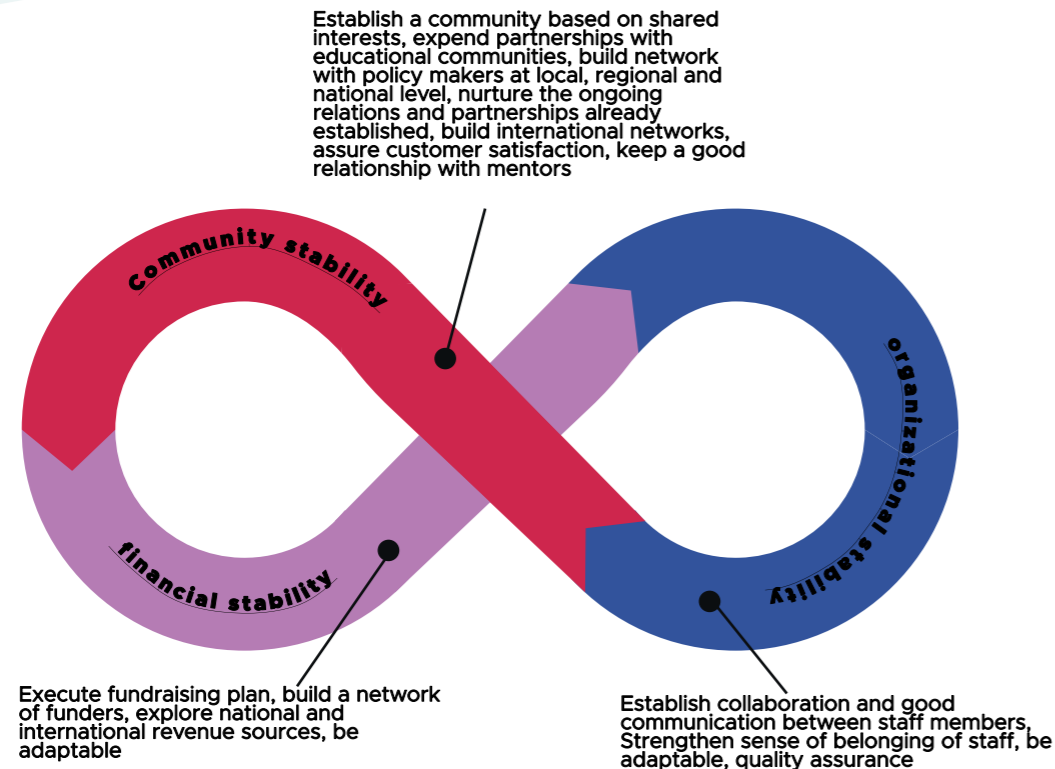 Establish a community based on shared
interests, expend partnerships with
educational communities, build network
with policy makers at local, regional and
national level, nurture the ongoing
relations and partnerships already
established, build international networks,
assure customer satisfaction, keep a good
relationship with mentors
Community stability
organizational stability
financial stability
Execute fundraising plan, build a network
of funders, explore national and
international revenue sources, be
adaptable
Establish collaboration and good
communication between staff members,
Strengthen sense of belonging of staff, be
adaptable, quality assurance